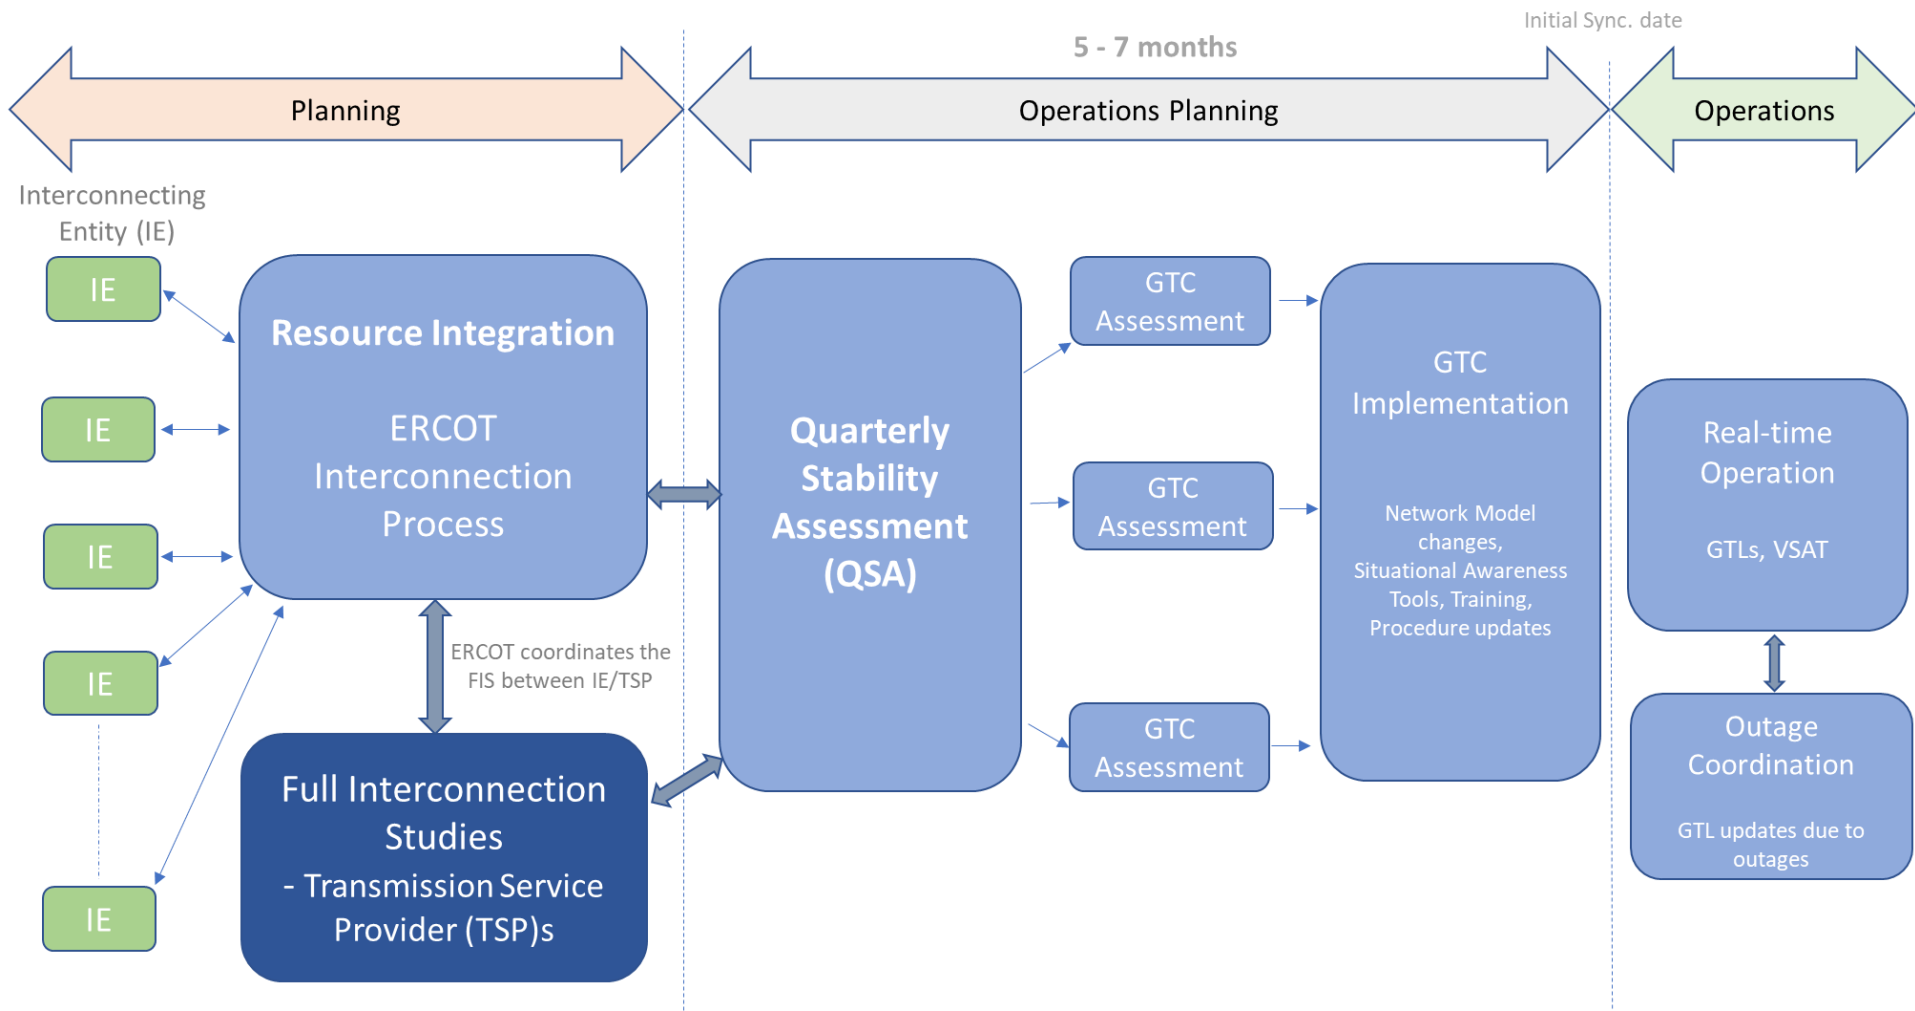 Initial Sync. date
5 - 7 months
Planning
Operations Planning
Operations
Interconnecting
Entity (IE)
IE
IE
IE
IE
IE
Resource Integration
ERCOT
Interconnection
Process
ERCOT coordinates the
FIS between IE/TSP
Full Interconnection
Studies
- Transmission Service
Provider (TSP)s
Quarterly
Stability
Assessment
(QSA)
GTC
Assessment
GTC
Assessment
GTC
Assessment
GTC
Implementation
Network Model
changes,
Situational Awareness
Tools, Training,
Procedure updates
Real-time
Operation
GTLs, VSAT
Outage
Coordination
GTL updates due to
outages